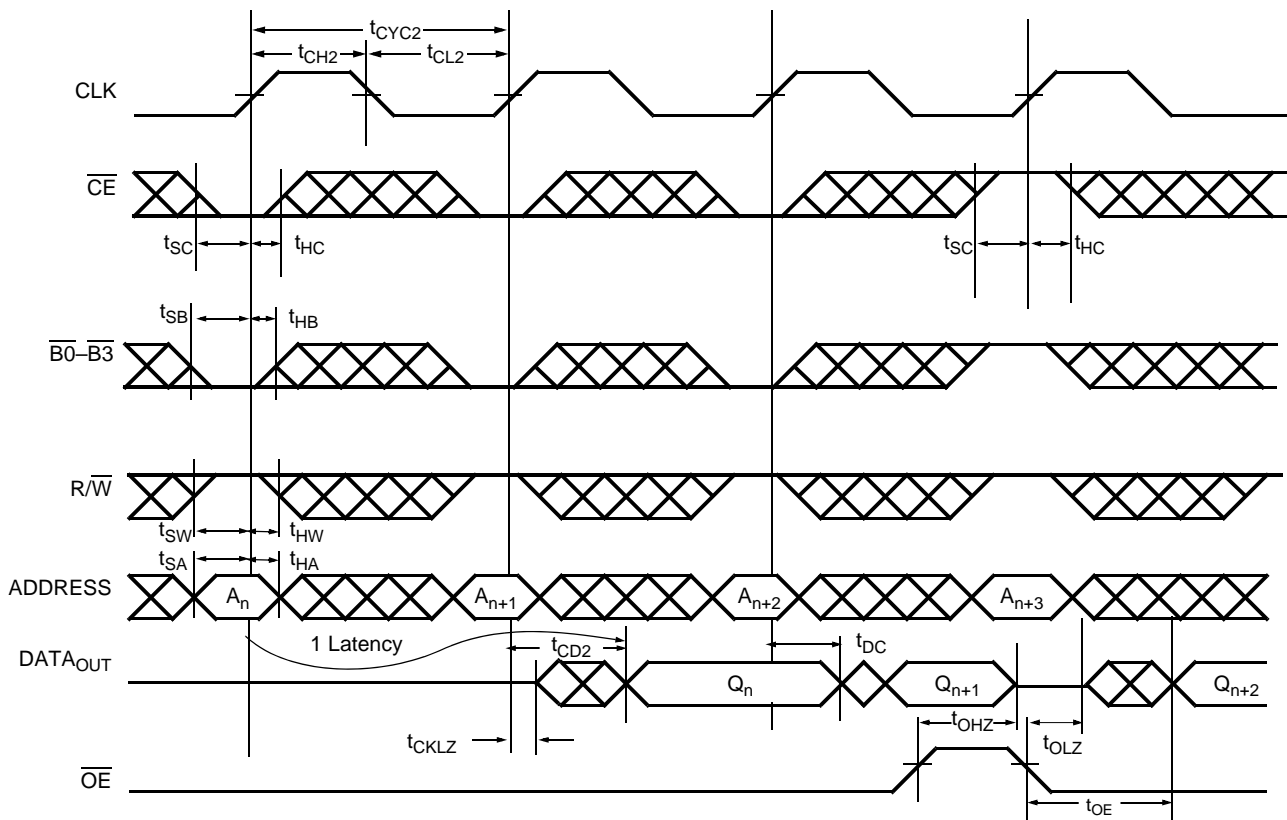 tCYC2
tCH2 tCL2
CLK
CE
tSC tHC tSC tHC
tSB tHB
B0–B3
R/W
tSW tHW
tSA tHA
ADDRESS An An+1 An+2 An+3
1 Latency tCD2 tDC
DATAOUT Qn Qn+1 Qn+2
tOHZ
tCKLZ tOLZ
OE
tOE